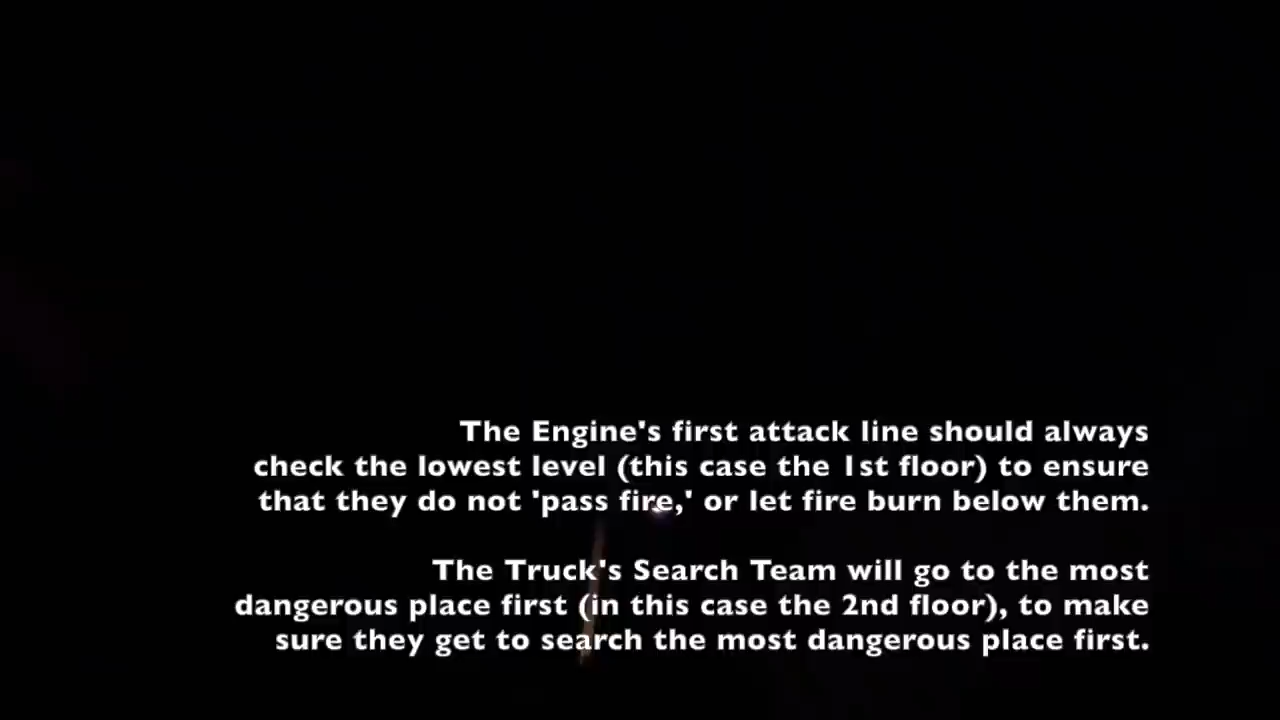 The Engine's first attack line should always
check the lowest level (this case the 1st floor) to ensure
that they do not 'pass fire,' or let fire burn below them.
The Truck's Search Team will go to the most
dangerous place first (in this case the 2nd floor), to make
sure they get to search the most dangerous place first.